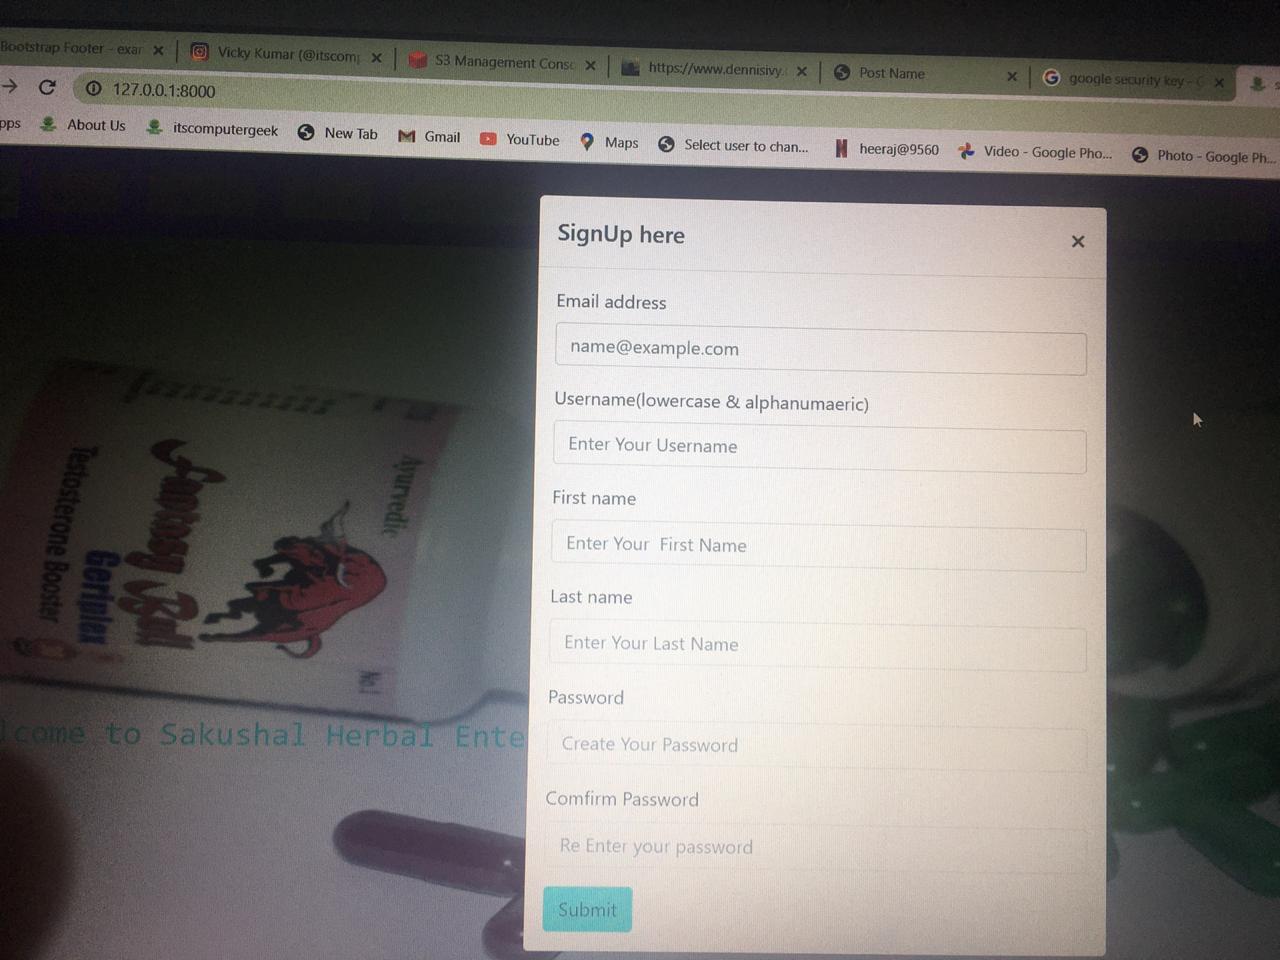 Bootstrap Footer - exar
Vicky Kumar (@itscom
S3 Management Consc
https://www.dennisivy.
Post Name
google security key -
127.0.0.1:8000
pps
About Us
itscomputergeek
New Tab
Gmail
YouTube
Maps
Select user to chan...
heeraj@9560
Video - Google Pho...
Photo - Google Ph...
SignUp here
Email address
name@example.com
Username(lowercase & alphanumaeric)
Enter Your Username
First name
Enter Your First Name
Last name
Enter Your Last Name
Password
Create Your Password
Comfirm Password
Re Enter your password
Submit
Ayurvedic
No.1
Bull
Geriplex
Testosterone Booster
lcome to Sakushal Herbal Ente